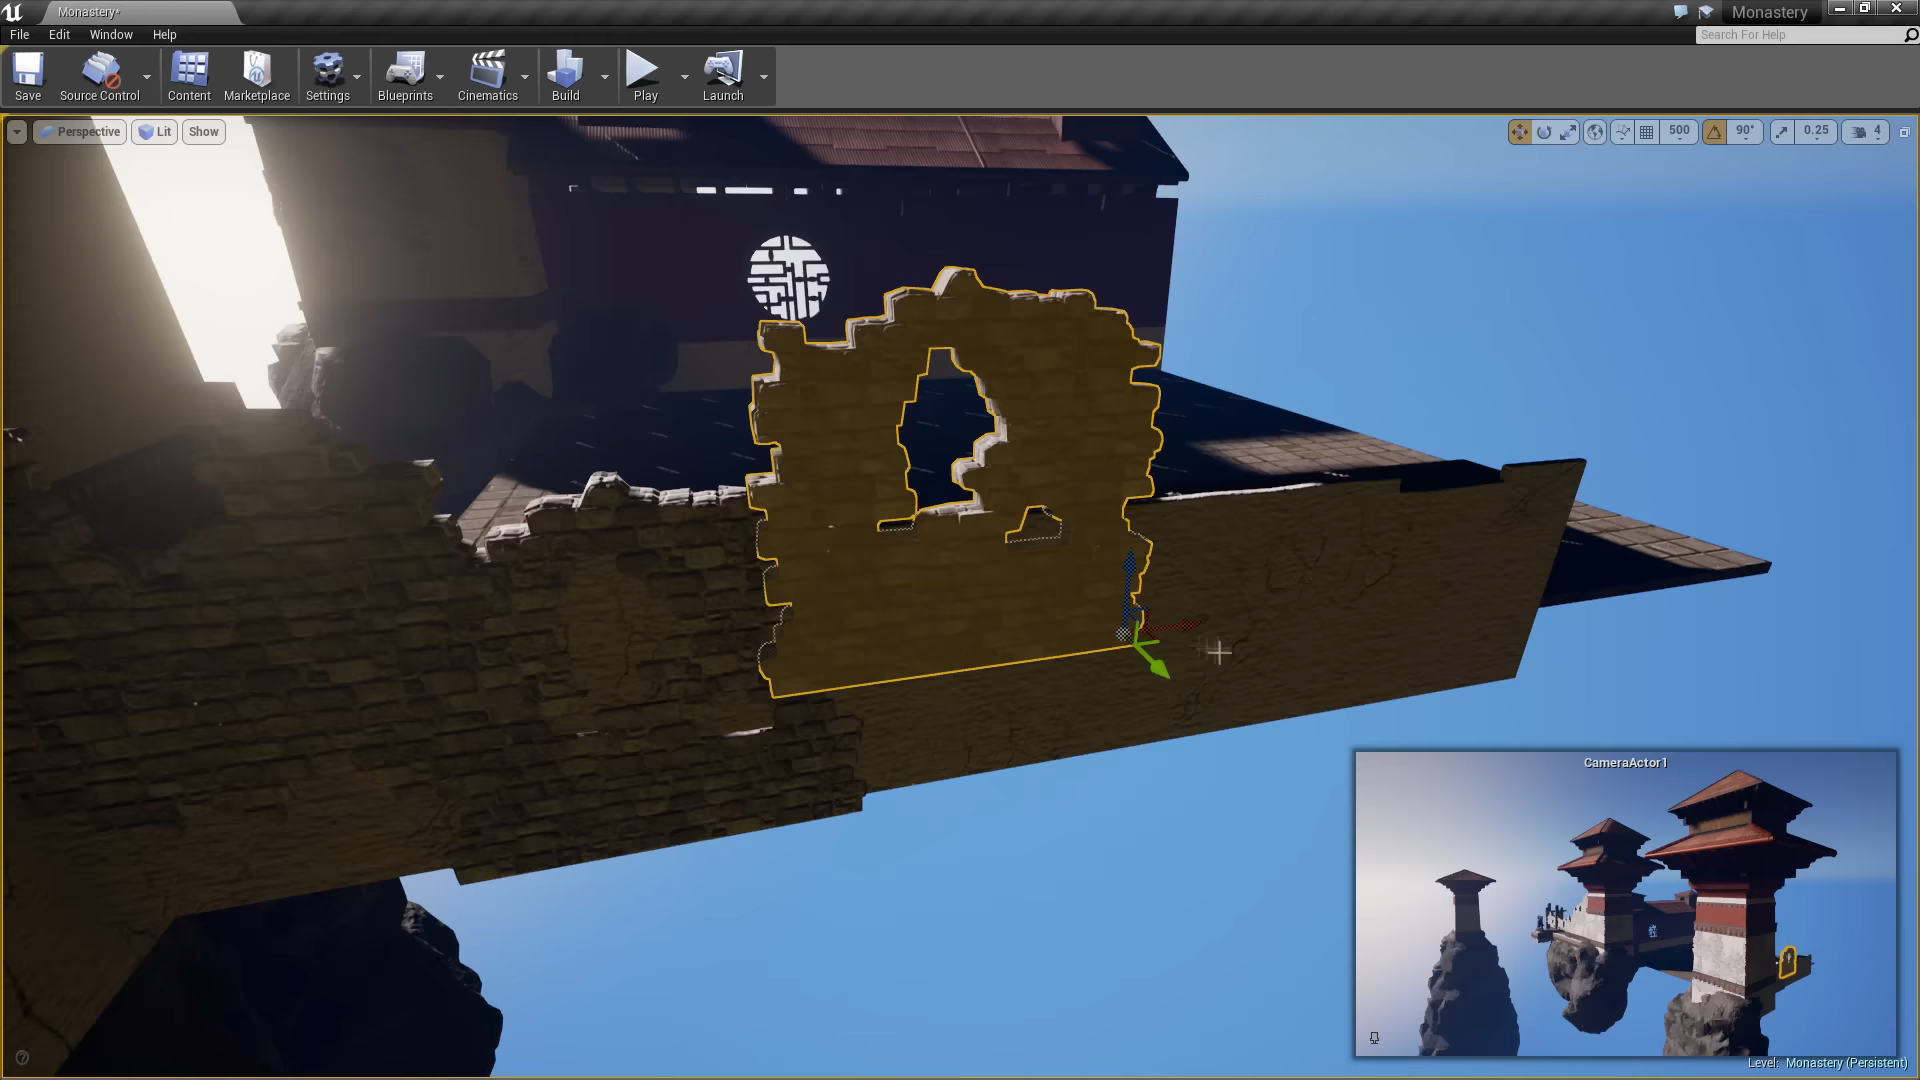 Monastery*
Monastery
File Edit Window Help
Search For Help
Save Source Control Content Marketplace Settings Blueprints Cinematics Build Play Launch
Perspective Lit Show
500 90° 0.25 4
CameraActor1
Level: Monastery (Persistent)